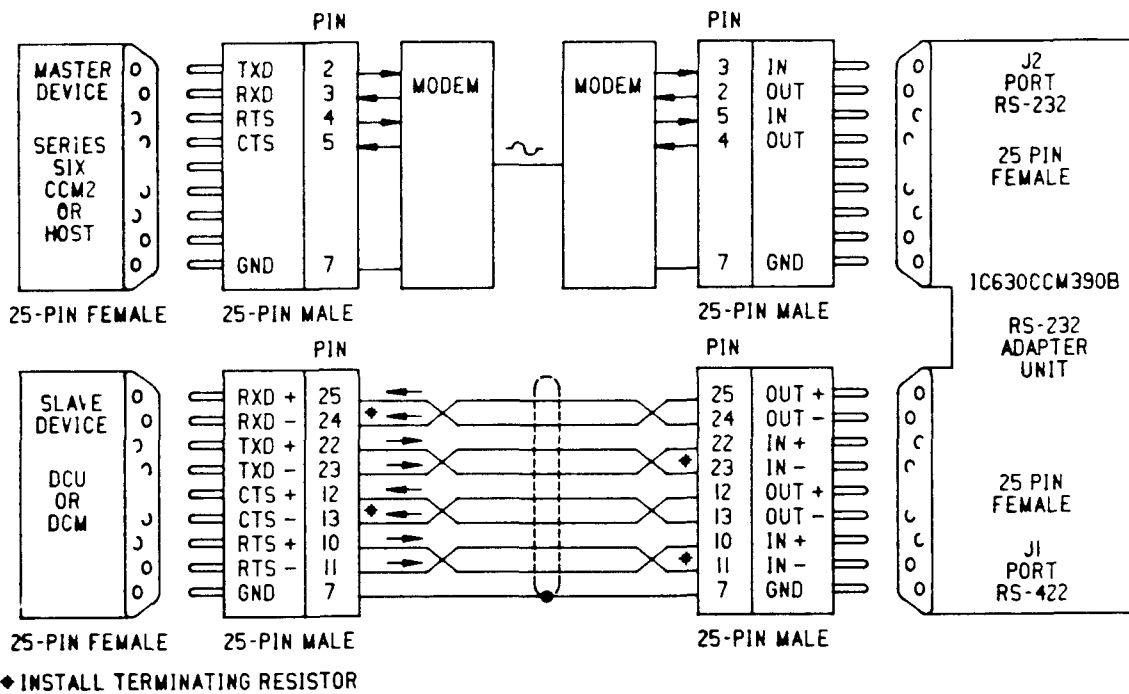 PIN
PIN
MASTER DEVICE
SERIES SIX CCM2 OR HOST
TXD 2
RXD 3
RTS 4
CTS 5
GND 7
MODEM
MODEM
3 IN
2 OUT
5 IN
4 OUT
7 GND
J2 PORT RS-232
25 PIN FEMALE
25-PIN FEMALE
25-PIN MALE
25-PIN MALE
IC630CCM390B
RS-232 ADAPTER UNIT
PIN
PIN
SLAVE DEVICE
DCU OR DCM
RXD + 25
RXD - 24
TXD + 22
TXD - 23
CTS + 12
CTS - 13
RTS + 10
RTS - 11
GND 7
25 OUT +
24 OUT -
22 IN +
23 IN -
12 OUT +
13 OUT -
10 IN +
11 IN -
7 GND
25 PIN FEMALE
J1 PORT RS-422
25-PIN FEMALE
25-PIN MALE
25-PIN MALE
◆ INSTALL TERMINATING RESISTOR